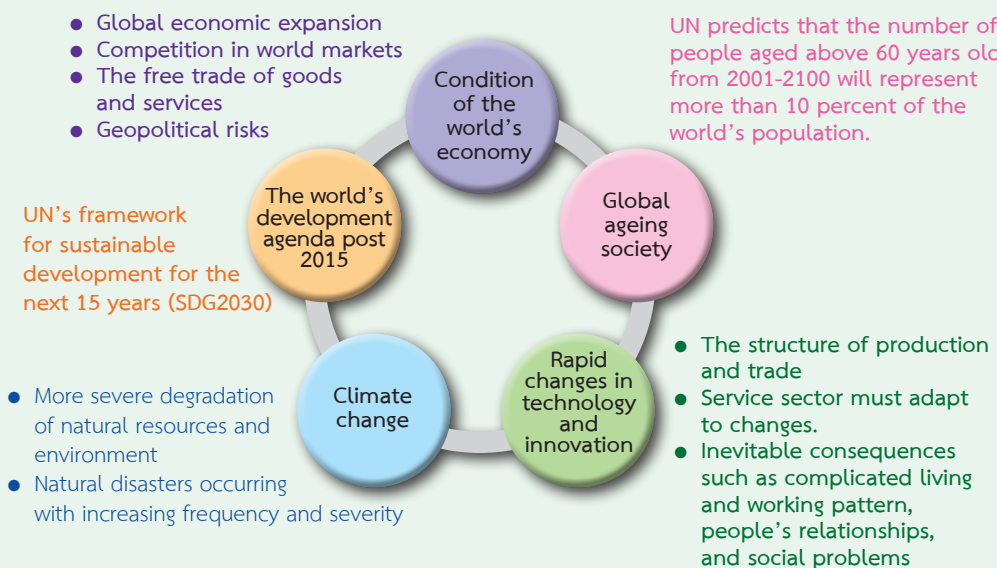 ● Global economic expansion
● Competition in world markets
● The free trade of goods
and services
● Geopolitical risks
Condition
of the
world's
economy
UN predicts that the number of
people aged above 60 years old
from 2001-2100 will represent
more than 10 percent of the
world's population.
The world's
development
agenda post
2015
Global
ageing
society
UN's framework
for sustainable
development for the
next 15 years (SDG2030)
Climate
change
Rapid
changes in
technology
and
innovation
● More severe degradation
of natural resources and
environment
● Natural disasters occurring
with increasing frequency and severity
● The structure of production
and trade
● Service sector must adapt
to changes.
● Inevitable consequences
such as complicated living
and working pattern,
people's relationships,
and social problems